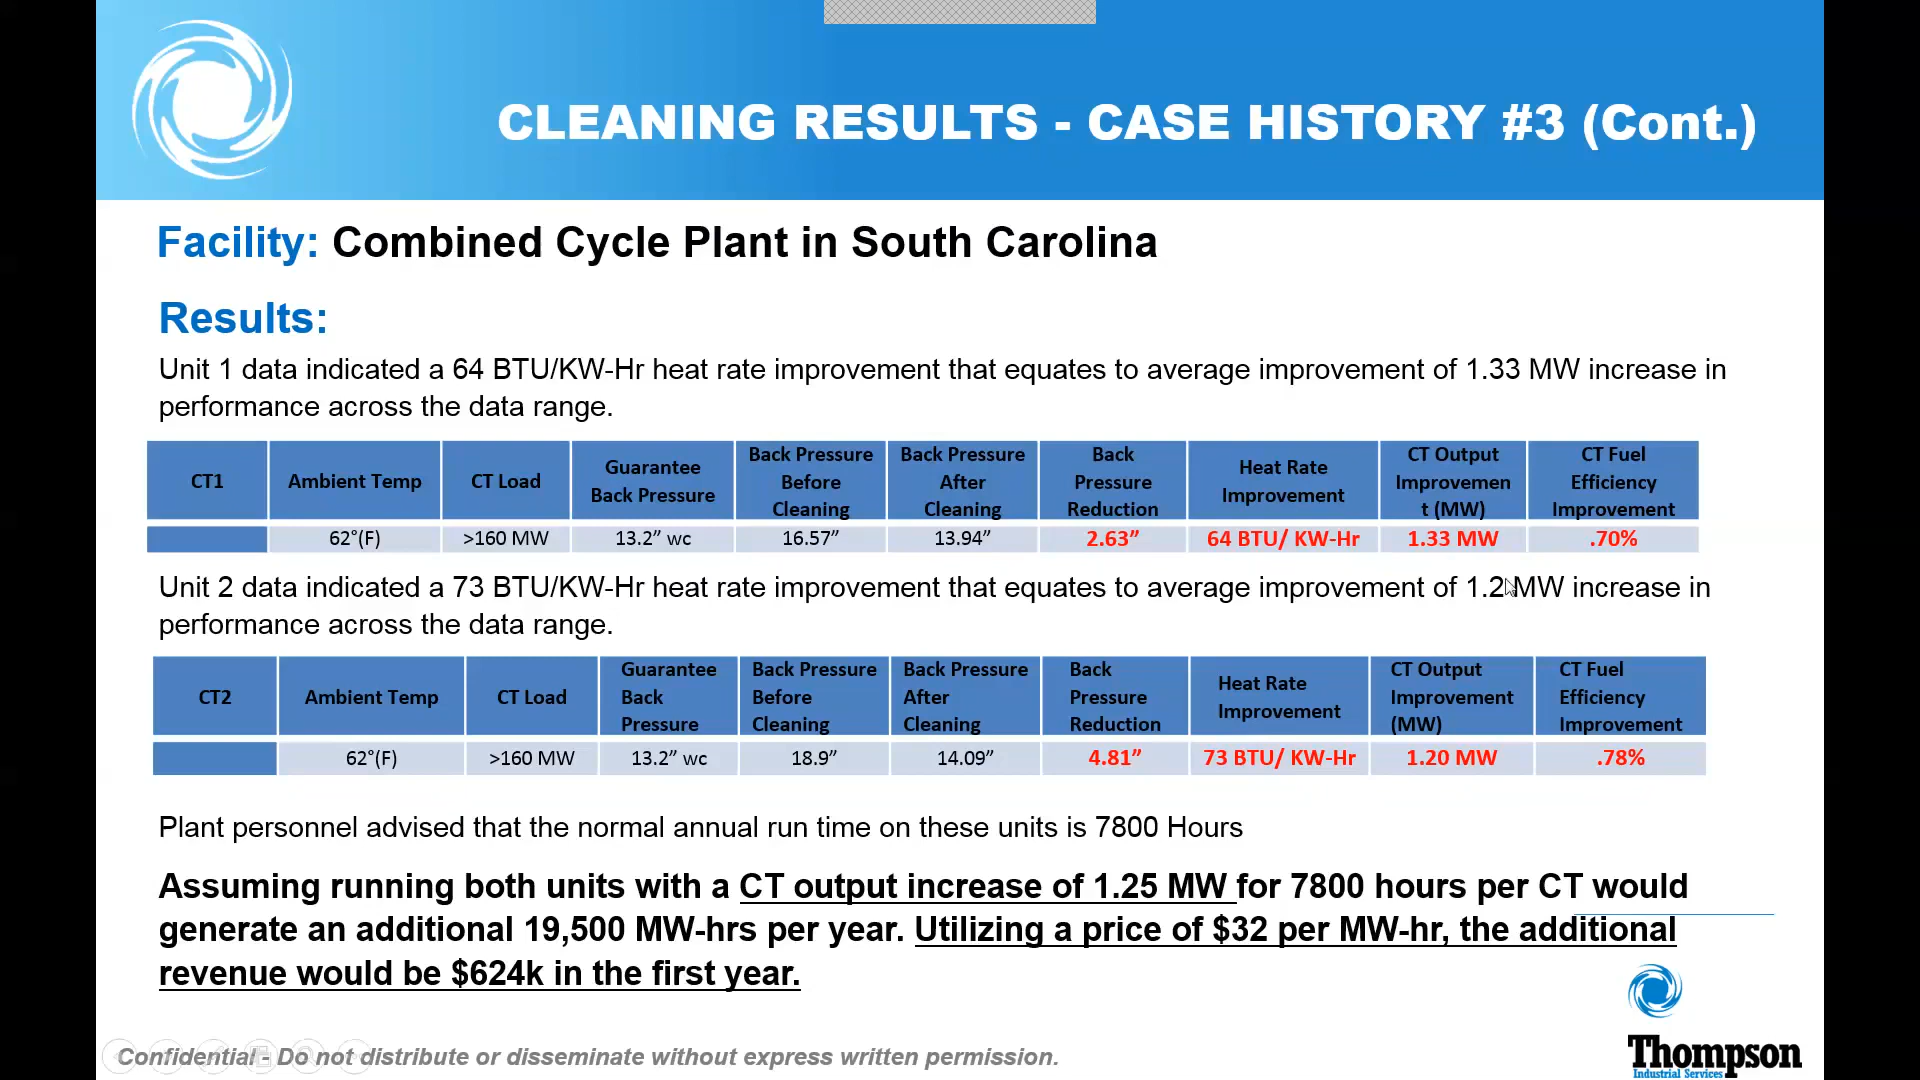 CLEANING RESULTS - CASE HISTORY #3 (Cont.)
Facility: Combined Cycle Plant in South Carolina
Results:
Unit 1 data indicated a 64 BTU/KW-Hr heat rate improvement that equates to average improvement of 1.33 MW increase in
performance across the data range.
CT1 Ambient Temp CT Load Guarantee Back Pressure Back Pressure Before Cleaning Back Pressure After Cleaning Back Pressure Reduction Heat Rate Improvement CT Output Improvemen t (MW) CT Fuel Efficiency Improvement
62°(F) >160 MW 13.2” wc 16.57” 13.94” 2.63” 64 BTU/ KW-Hr 1.33 MW .70%
Unit 2 data indicated a 73 BTU/KW-Hr heat rate improvement that equates to average improvement of 1.2 MW increase in
performance across the data range.
CT2 Ambient Temp CT Load Guarantee Back Pressure Back Pressure Before Cleaning Back Pressure After Cleaning Back Pressure Reduction Heat Rate Improvement CT Output Improvement (MW) CT Fuel Efficiency Improvement
62°(F) >160 MW 13.2” wc 18.9” 14.09” 4.81” 73 BTU/ KW-Hr 1.20 MW .78%
Plant personnel advised that the normal annual run time on these units is 7800 Hours
Assuming running both units with a CT output increase of 1.25 MW for 7800 hours per CT would
generate an additional 19,500 MW-hrs per year. Utilizing a price of $32 per MW-hr, the additional
revenue would be $624k in the first year.
Confidential - Do not distribute or disseminate without express written permission.
Thompson
Industrial Services